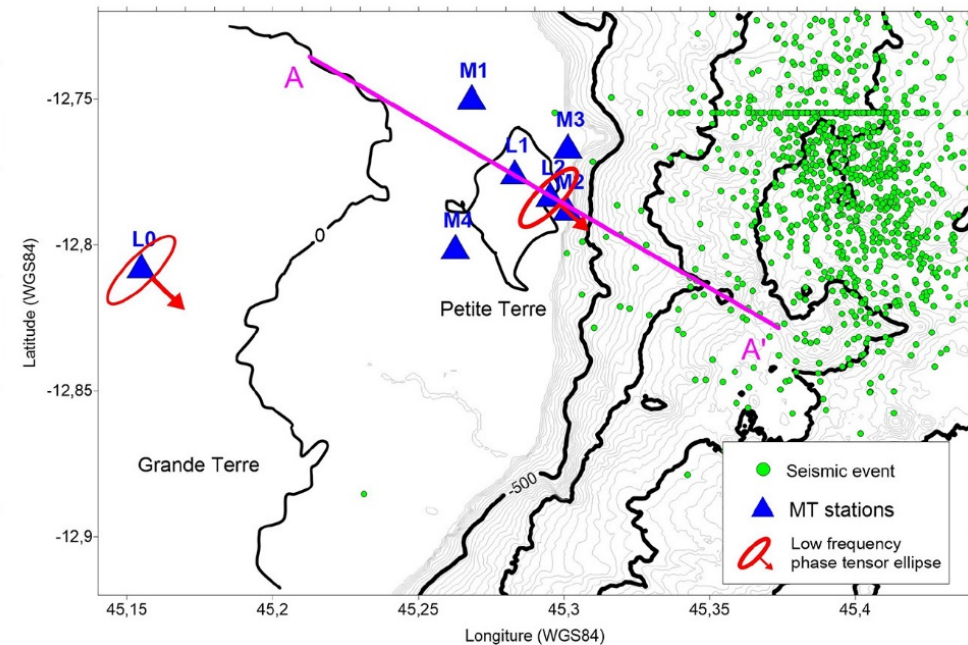 A
M1
-12,75
M3
L1
L2
M2
-12,8
M4
0
L0
Petite Terre
A'
Latitude (WGS84)
-12,85
Grande Terre
-500
-12,9
Seismic event
MT stations
Low frequency
phase tensor ellipse
45,15
45,2
45,25
45,3
45,35
45,4
Longiture (WGS84)